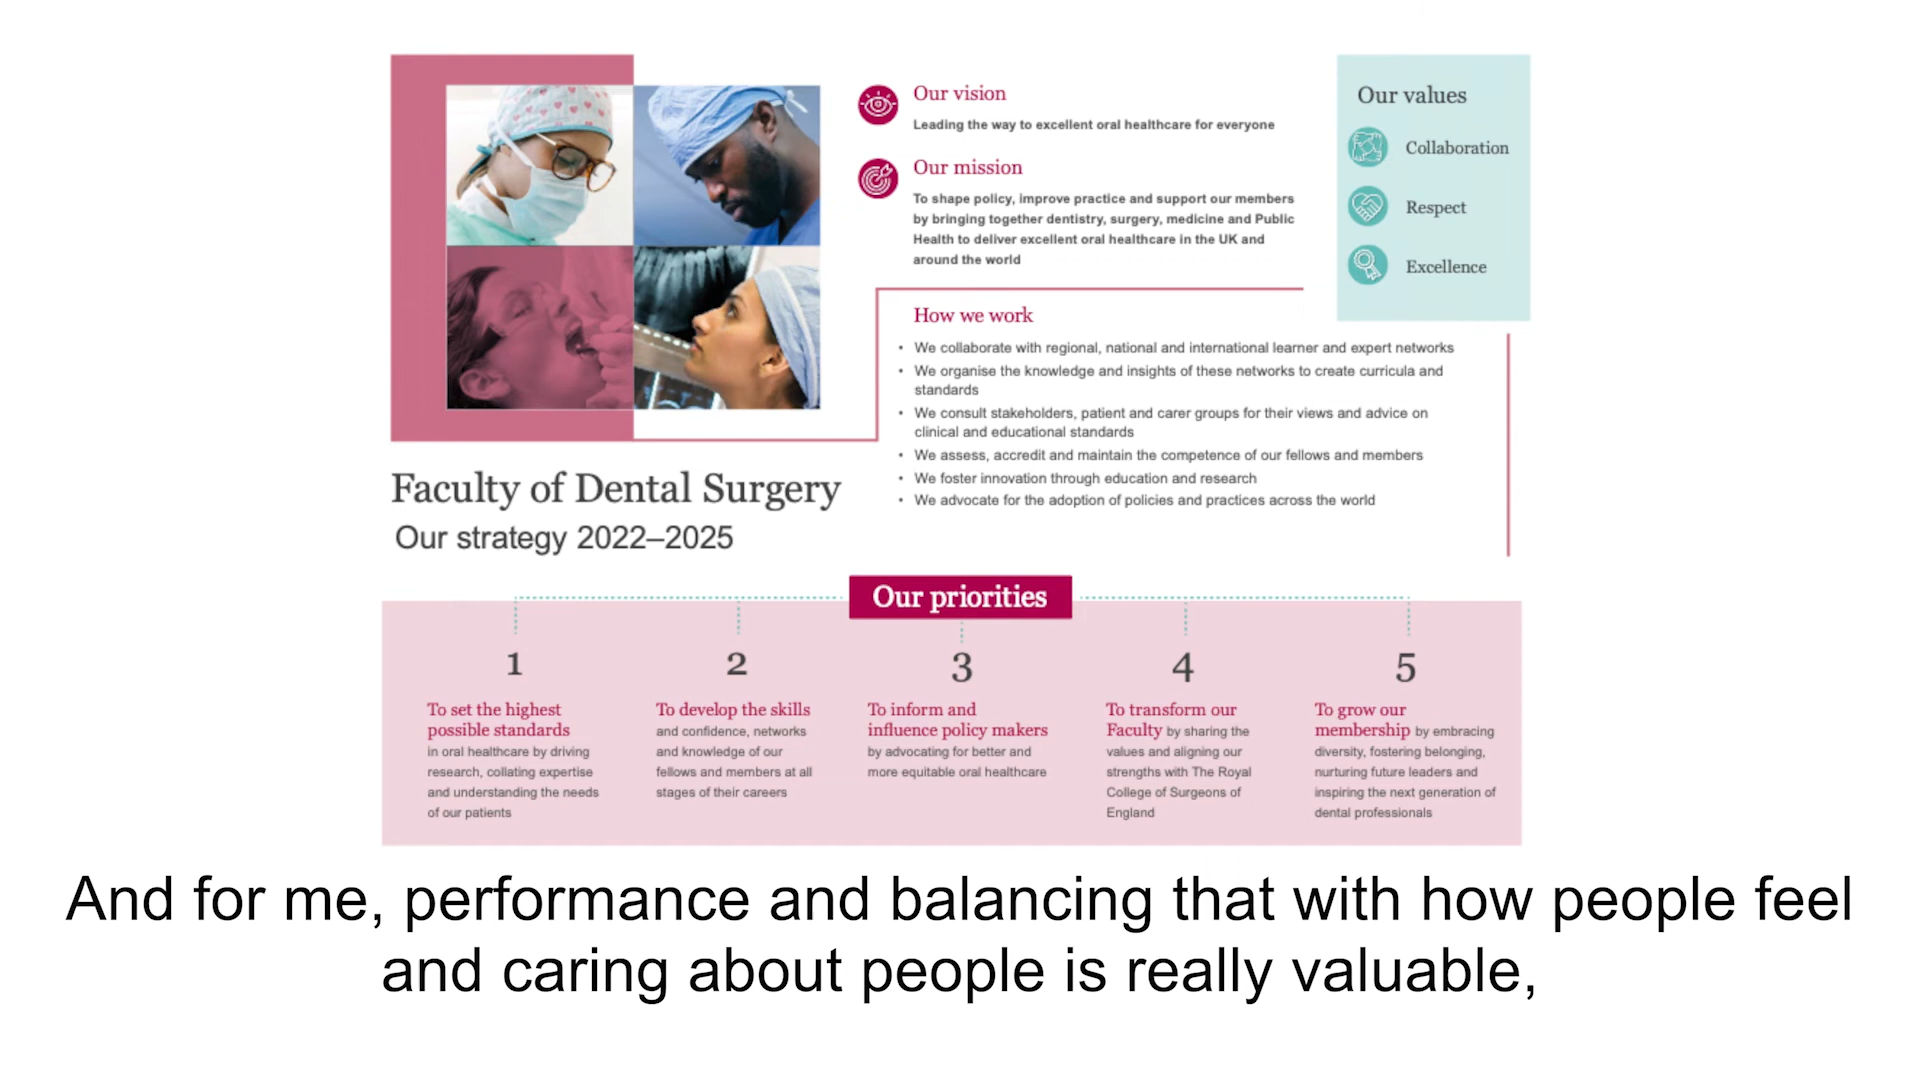 Our vision
Leading the way to excellent oral healthcare for everyone
Our mission
To shape policy, improve practice and support our members
by bringing together dentistry, surgery, medicine and Public
Health to deliver excellent oral healthcare in the UK and
around the world
Our values
Collaboration
Respect
Excellence
How we work
• We collaborate with regional, national and international learner and expert networks
• We organise the knowledge and insights of these networks to create curricula and
standards
• We consult stakeholders, patient and carer groups for their views and advice on
clinical and educational standards
• We assess, accredit and maintain the competence of our fellows and members
• We foster innovation through education and research
• We advocate for the adoption of policies and practices across the world
Faculty of Dental Surgery
Our strategy 2022–2025
Our priorities
1
To set the highest
possible standards
in oral healthcare by driving
research, collating expertise
and understanding the needs
of our patients
2
To develop the skills
and confidence, networks
and knowledge of our
fellows and members at all
stages of their careers
3
To inform and
influence policy makers
by advocating for better and
more equitable oral healthcare
4
To transform our
Faculty by sharing the
values and aligning our
strengths with The Royal
College of Surgeons of
England
5
To grow our
membership by embracing
diversity, fostering belonging,
nurturing future leaders and
inspiring the next generation of
dental professionals
And for me, performance and balancing that with how people feel
and caring about people is really valuable,